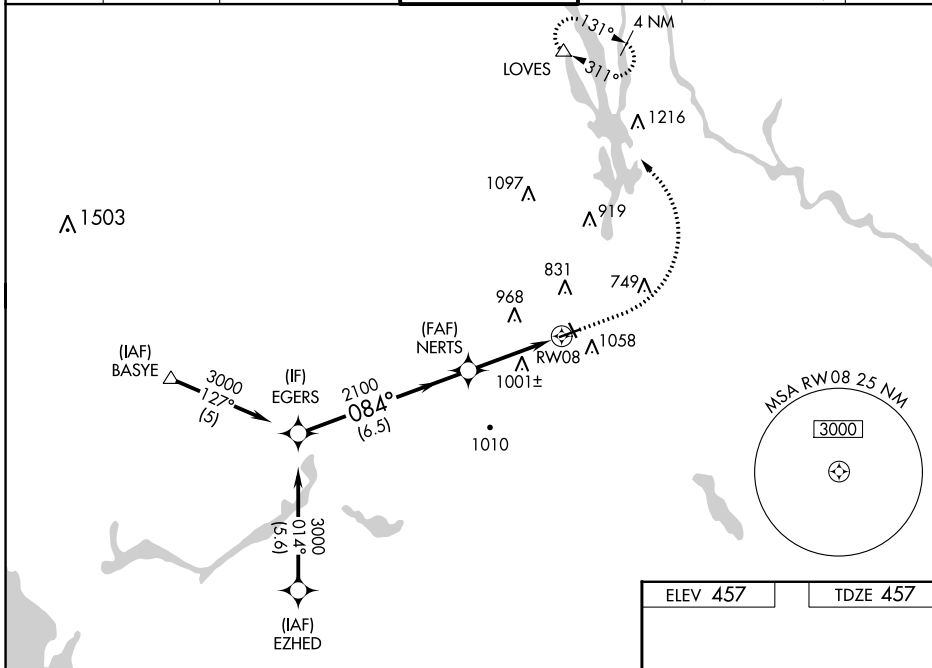 131°
4 NM
LOVES
311°
1216
1097
1503
919
831
749
968
(FAF)
NERTS
RW08
1058
1001±
(IAF)
BASYE
3000
127°
(5)
(IF)
EGERS
2100
084°
(6.5)
1010
MSA RW08 25 NM
3000
3000
014°
(5.6)
(IAF)
EZHED
ELEV 457
TDZE 457